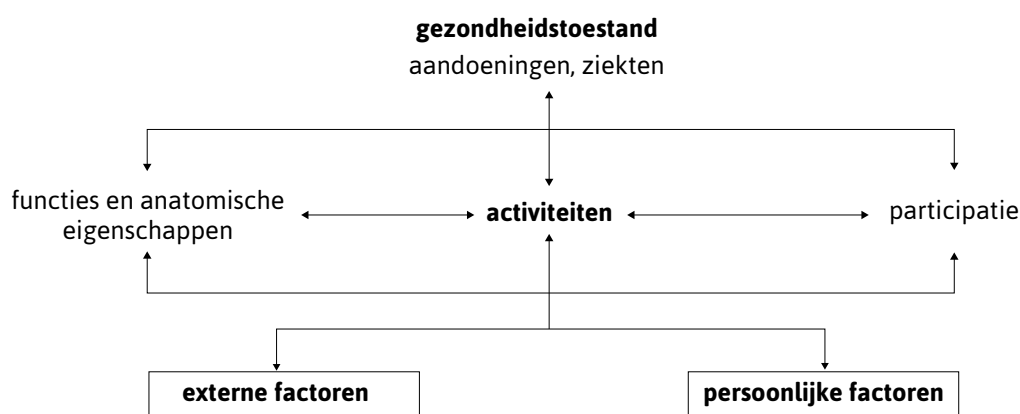 gezondheidstoestand
aandoeningen, ziekten
functies en anatomische
eigenschappen
activiteiten
participatie
externe factoren
persoonlijke factoren